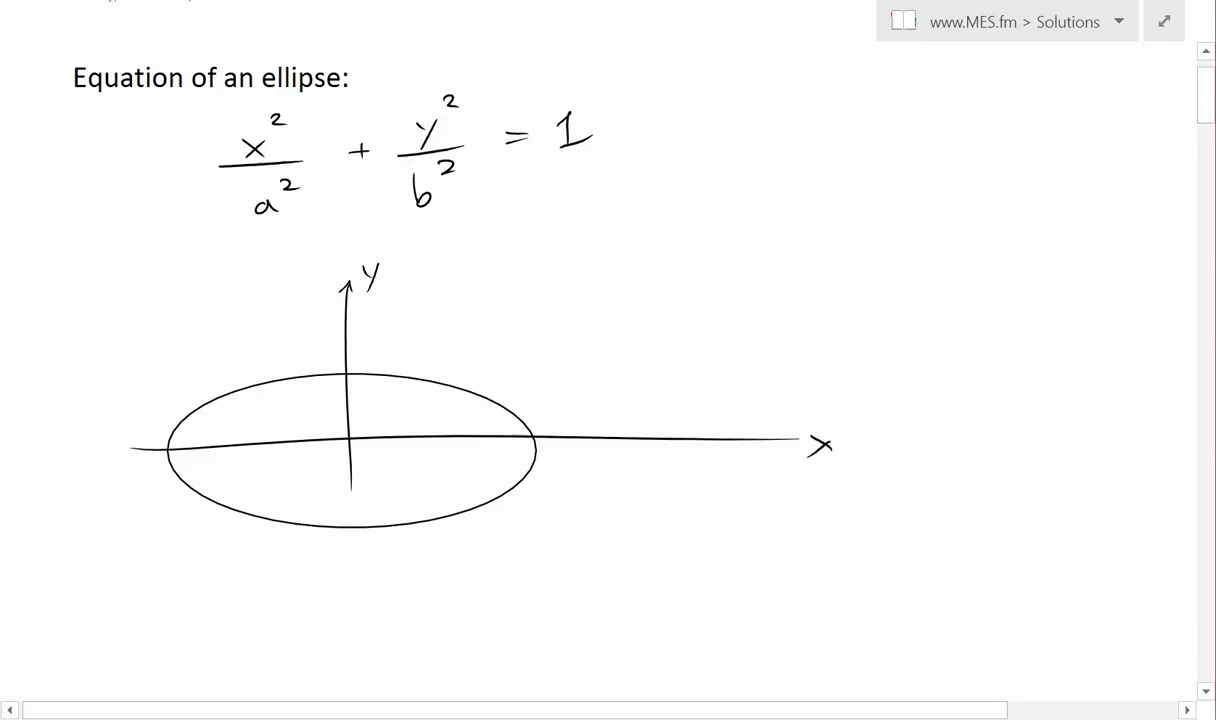 www.MES.fm > Solutions
Equation of an ellipse:
x²/a² + y²/b² = 1
y
x